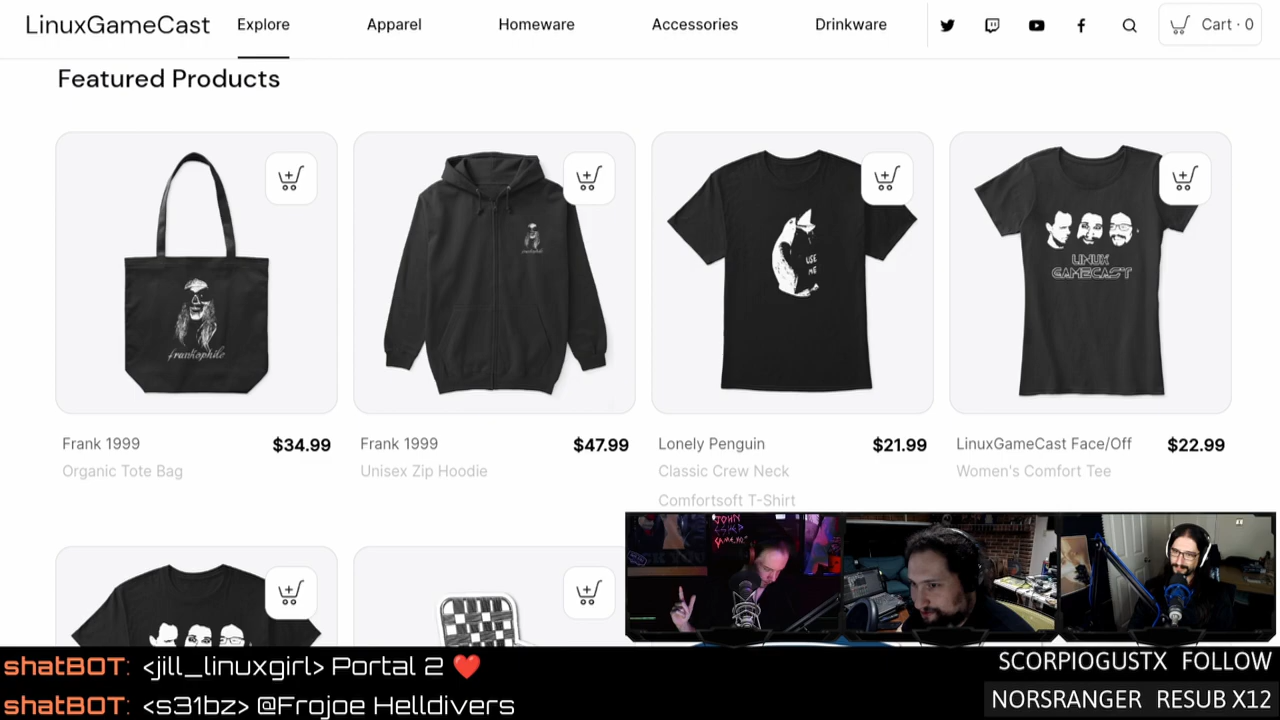 LinuxGameCast Explore Apparel Homeware Accessories Drinkware Cart · 0
Featured Products
frankophile
frankophile
USE
ME
LINUX
GAMECAST
Frank 1999 $34.99
Organic Tote Bag
Frank 1999 $47.99
Unisex Zip Hoodie
Lonely Penguin $21.99
Classic Crew Neck
Comfortsoft T-Shirt
LinuxGameCast Face/Off $22.99
Women's Comfort Tee
shatBOT: <jill_linuxgirl> Portal 2 ❤️
shatBOT: <s31bz> @Frojoe Helldivers
SCORPIOGUSTX FOLLOW
NORSRANGER RESUB X12